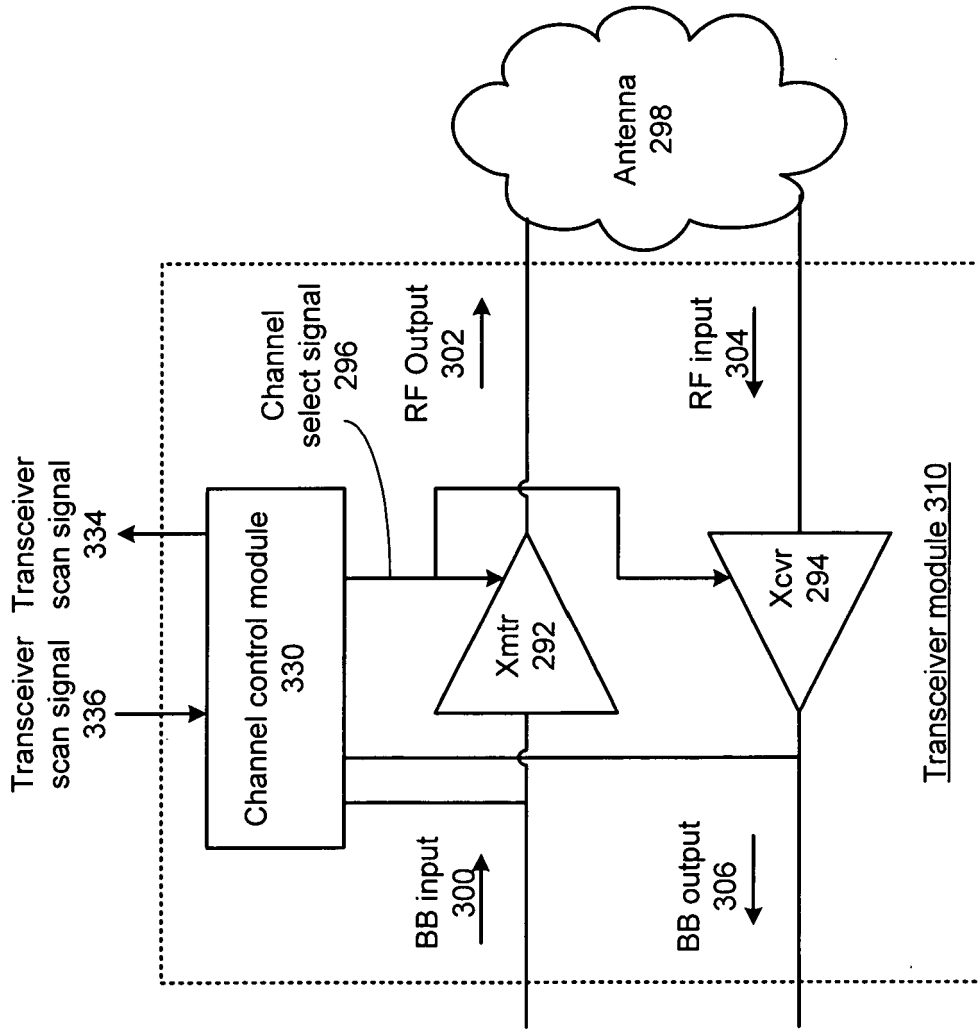 Transceiver
scan signal
336
Transceiver
scan signal
334
Channel control module
330
Channel
select signal
296
BB input
300
Xmtr
292
RF Output
302
Antenna
298
BB output
306
Xcvr
294
RF input
304
Transceiver module 310